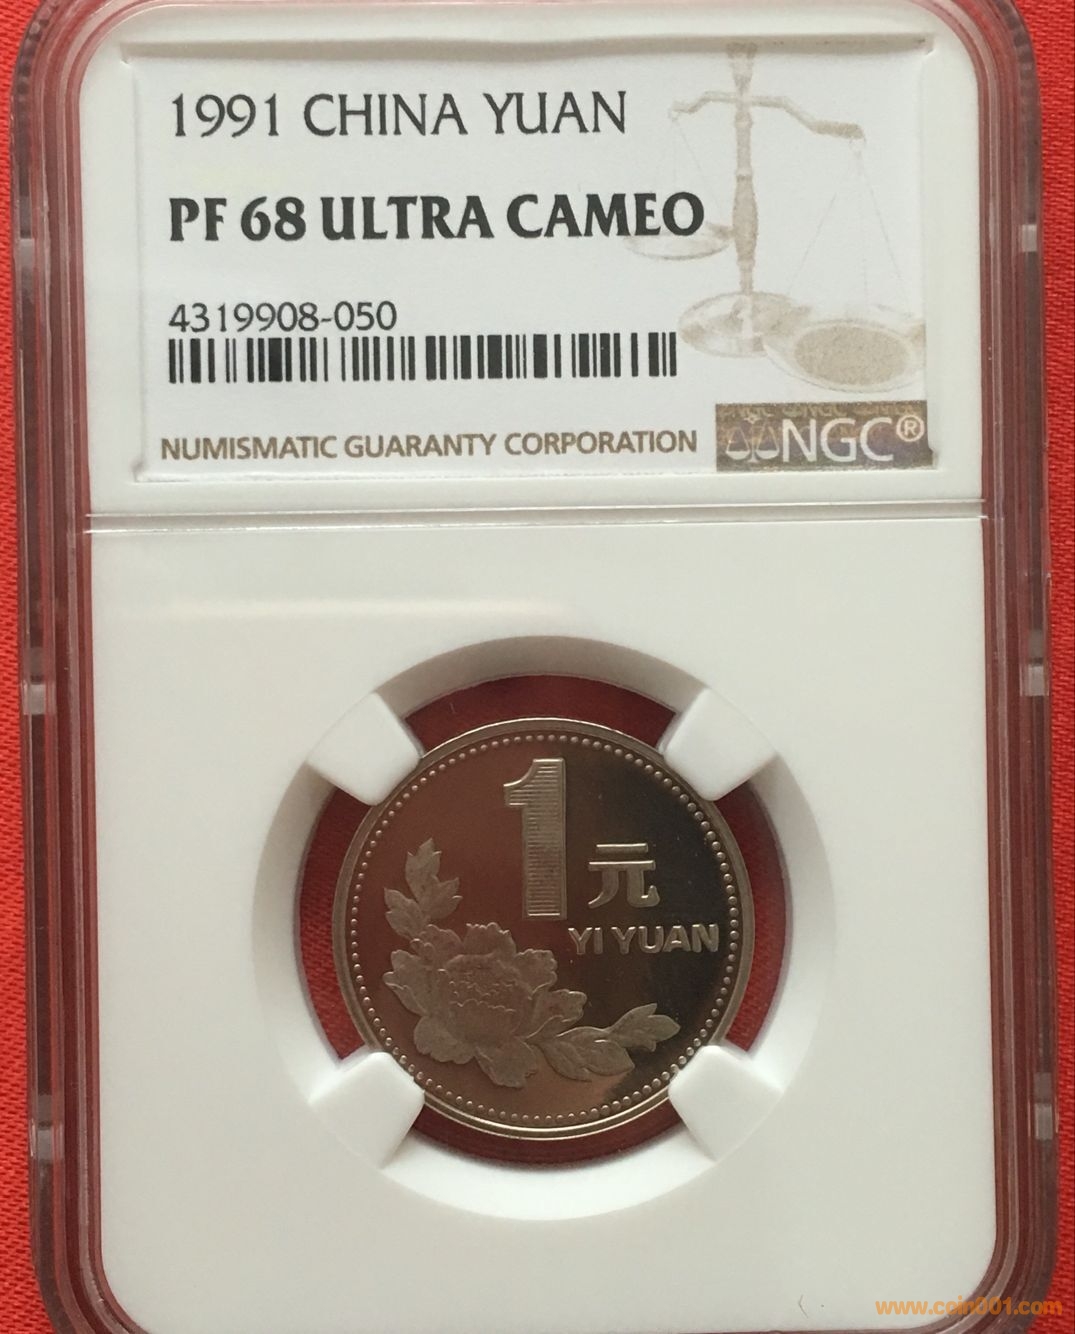 1991 CHINA YUAN
PF 68 ULTRA CAMEO
4319908-050
NUMISMATIC GUARANTY CORPORATION
NGC®
1 元
YI YUAN
www.coin001.com